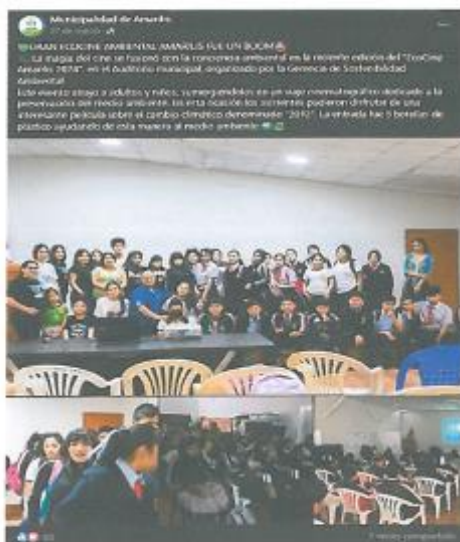 Municipalidad de Amarilis
27 de marzo
GRAN ECOCINE AMBIENTAL AMARILIS FUE UN BOOM
La magia del cine se fusionó con la conciencia ambiental en la reciente edición del "EcoCine
Amarilis 2024", en el Auditorio municipal, organizado por la Gerencia de Sostenibilidad
Ambiental
Este evento atrajo a adultos y niños, sumergiéndolos en un viaje cinematográfico dedicado a la
preservación del medio ambiente. En esta ocasión los asistentes pudieron disfrutar de una
interesante película sobre el cambio climático denominado "2012". La entrada fue 5 botellas de
plástico ayudando de esta manera al medio ambiente